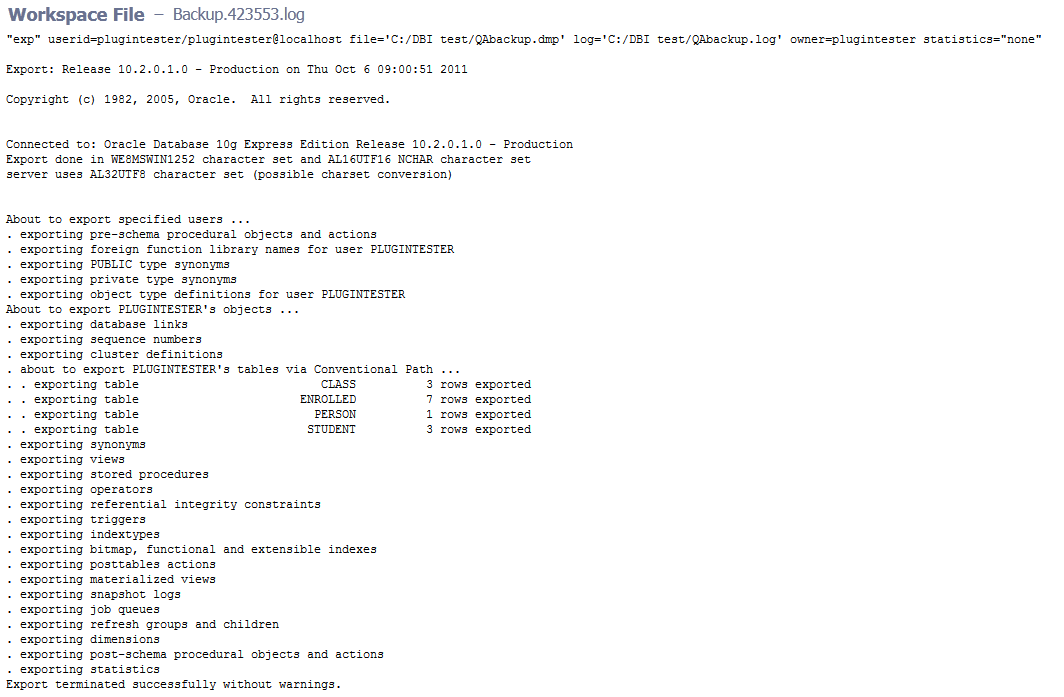 Workspace File – Backup.423553.log
"exp" userid=plugintester/plugintester@localhost file='C:/DBI test/QAbackup.dmp' log='C:/DBI test/QAbackup.log' owner=plugintester statistics="none"
Export: Release 10.2.0.1.0 - Production on Thu Oct 6 09:00:51 2011
Copyright (c) 1982, 2005, Oracle.  All rights reserved.
Connected to: Oracle Database 10g Express Edition Release 10.2.0.1.0 - Production
Export done in WE8MSWIN1252 character set and AL16UTF16 NCHAR character set
server uses AL32UTF8 character set (possible charset conversion)
About to export specified users ...
. exporting pre-schema procedural objects and actions
. exporting foreign function library names for user PLUGINTESTER
. exporting PUBLIC type synonyms
. exporting private type synonyms
. exporting object type definitions for user PLUGINTESTER
About to export PLUGINTESTER's objects ...
. exporting database links
. exporting sequence numbers
. exporting cluster definitions
. about to export PLUGINTESTER's tables via Conventional Path ...
. . exporting table                          CLASS          3 rows exported
. . exporting table                       ENROLLED          7 rows exported
. . exporting table                         PERSON          1 rows exported
. . exporting table                        STUDENT          3 rows exported
. exporting synonyms
. exporting views
. exporting stored procedures
. exporting operators
. exporting referential integrity constraints
. exporting triggers
. exporting indextypes
. exporting bitmap, functional and extensible indexes
. exporting posttables actions
. exporting materialized views
. exporting snapshot logs
. exporting job queues
. exporting refresh groups and children
. exporting dimensions
. exporting post-schema procedural objects and actions
. exporting statistics
Export terminated successfully without warnings.